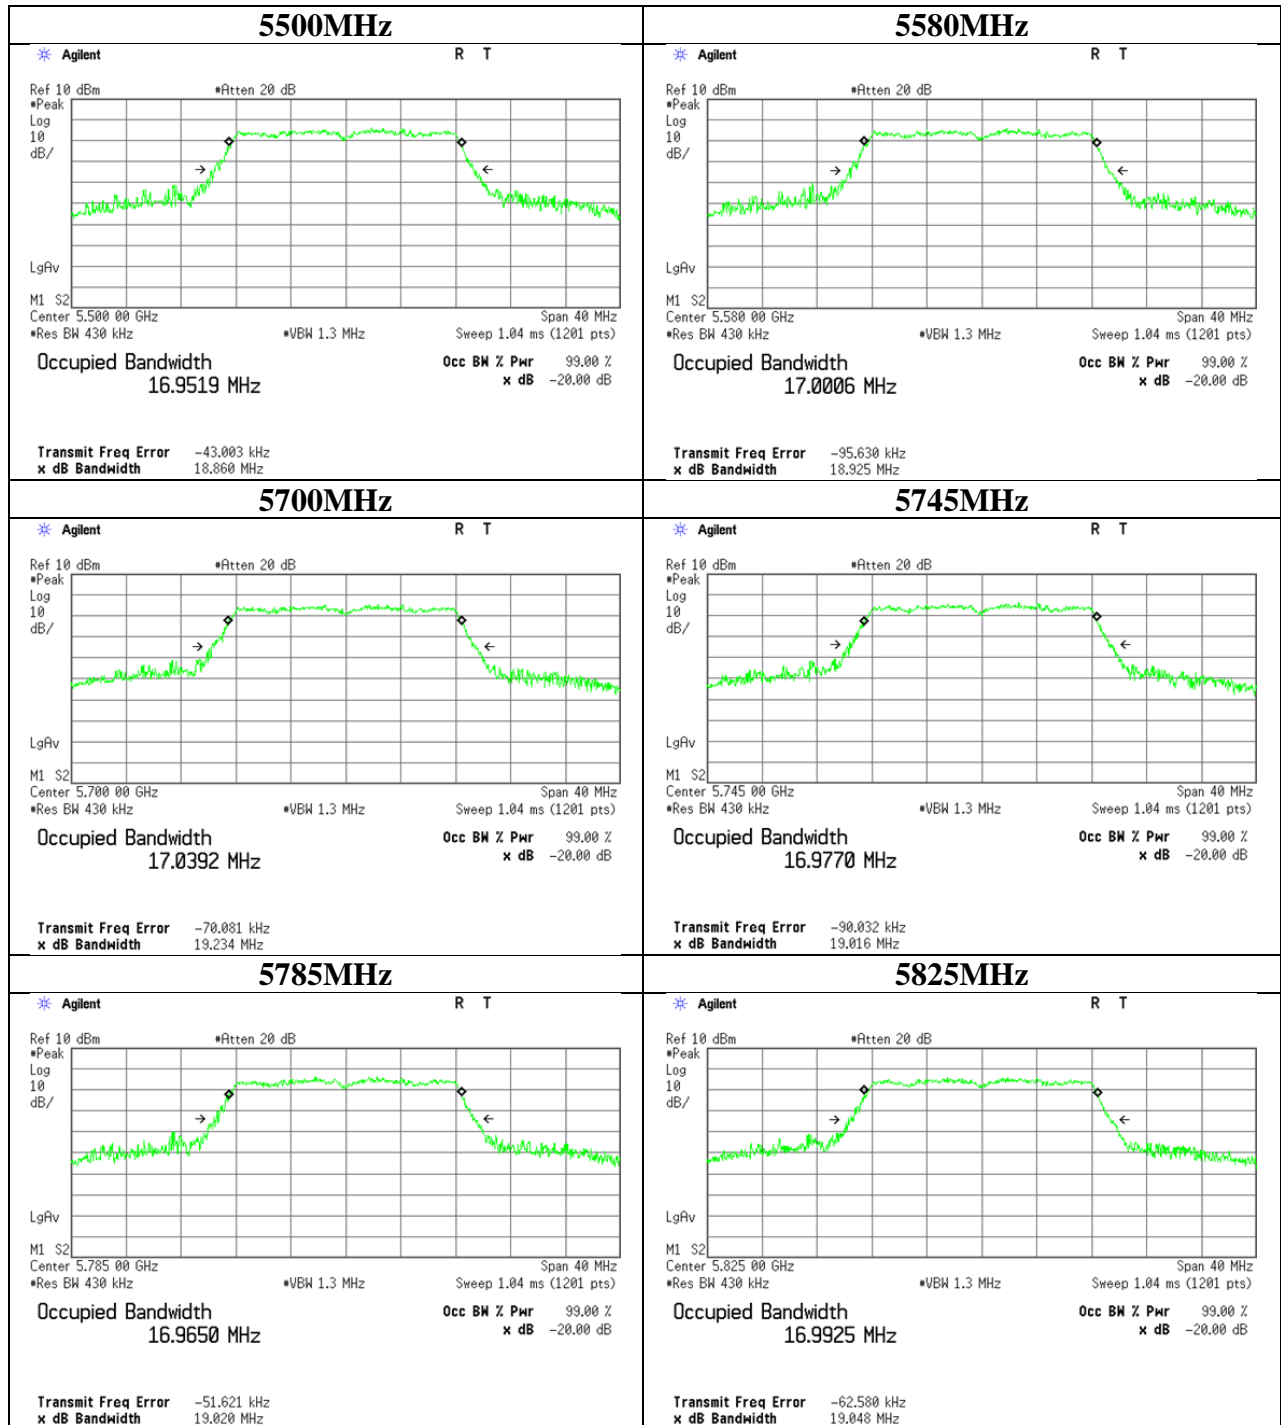 5500MHz
Agilent R T
Ref 10 dBm #Atten 20 dB
#Peak
Log
10
dB/
LgAv
M1 S2
Center 5.500 00 GHz Span 40 MHz
#Res BW 430 kHz #VBW 1.3 MHz Sweep 1.04 ms (1201 pts)
Occupied Bandwidth Occ BW % Pwr 99.00 %
16.9519 MHz x dB -20.00 dB
Transmit Freq Error -43.003 kHz
x dB Bandwidth 18.860 MHz
5580MHz
Agilent R T
Ref 10 dBm #Atten 20 dB
#Peak
Log
10
dB/
LgAv
M1 S2
Center 5.580 00 GHz Span 40 MHz
#Res BW 430 kHz #VBW 1.3 MHz Sweep 1.04 ms (1201 pts)
Occupied Bandwidth Occ BW % Pwr 99.00 %
17.0006 MHz x dB -20.00 dB
Transmit Freq Error -95.630 kHz
x dB Bandwidth 18.925 MHz
5700MHz
Agilent R T
Ref 10 dBm #Atten 20 dB
#Peak
Log
10
dB/
LgAv
M1 S2
Center 5.700 00 GHz Span 40 MHz
#Res BW 430 kHz #VBW 1.3 MHz Sweep 1.04 ms (1201 pts)
Occupied Bandwidth Occ BW % Pwr 99.00 %
17.0392 MHz x dB -20.00 dB
Transmit Freq Error -70.081 kHz
x dB Bandwidth 19.234 MHz
5745MHz
Agilent R T
Ref 10 dBm #Atten 20 dB
#Peak
Log
10
dB/
LgAv
M1 S2
Center 5.745 00 GHz Span 40 MHz
#Res BW 430 kHz #VBW 1.3 MHz Sweep 1.04 ms (1201 pts)
Occupied Bandwidth Occ BW % Pwr 99.00 %
16.9770 MHz x dB -20.00 dB
Transmit Freq Error -90.032 kHz
x dB Bandwidth 19.016 MHz
5785MHz
Agilent R T
Ref 10 dBm #Atten 20 dB
#Peak
Log
10
dB/
LgAv
M1 S2
Center 5.785 00 GHz Span 40 MHz
#Res BW 430 kHz #VBW 1.3 MHz Sweep 1.04 ms (1201 pts)
Occupied Bandwidth Occ BW % Pwr 99.00 %
16.9650 MHz x dB -20.00 dB
Transmit Freq Error -51.621 kHz
x dB Bandwidth 19.020 MHz
5825MHz
Agilent R T
Ref 10 dBm #Atten 20 dB
#Peak
Log
10
dB/
LgAv
M1 S2
Center 5.825 00 GHz Span 40 MHz
#Res BW 430 kHz #VBW 1.3 MHz Sweep 1.04 ms (1201 pts)
Occupied Bandwidth Occ BW % Pwr 99.00 %
16.9925 MHz x dB -20.00 dB
Transmit Freq Error -62.580 kHz
x dB Bandwidth 19.048 MHz